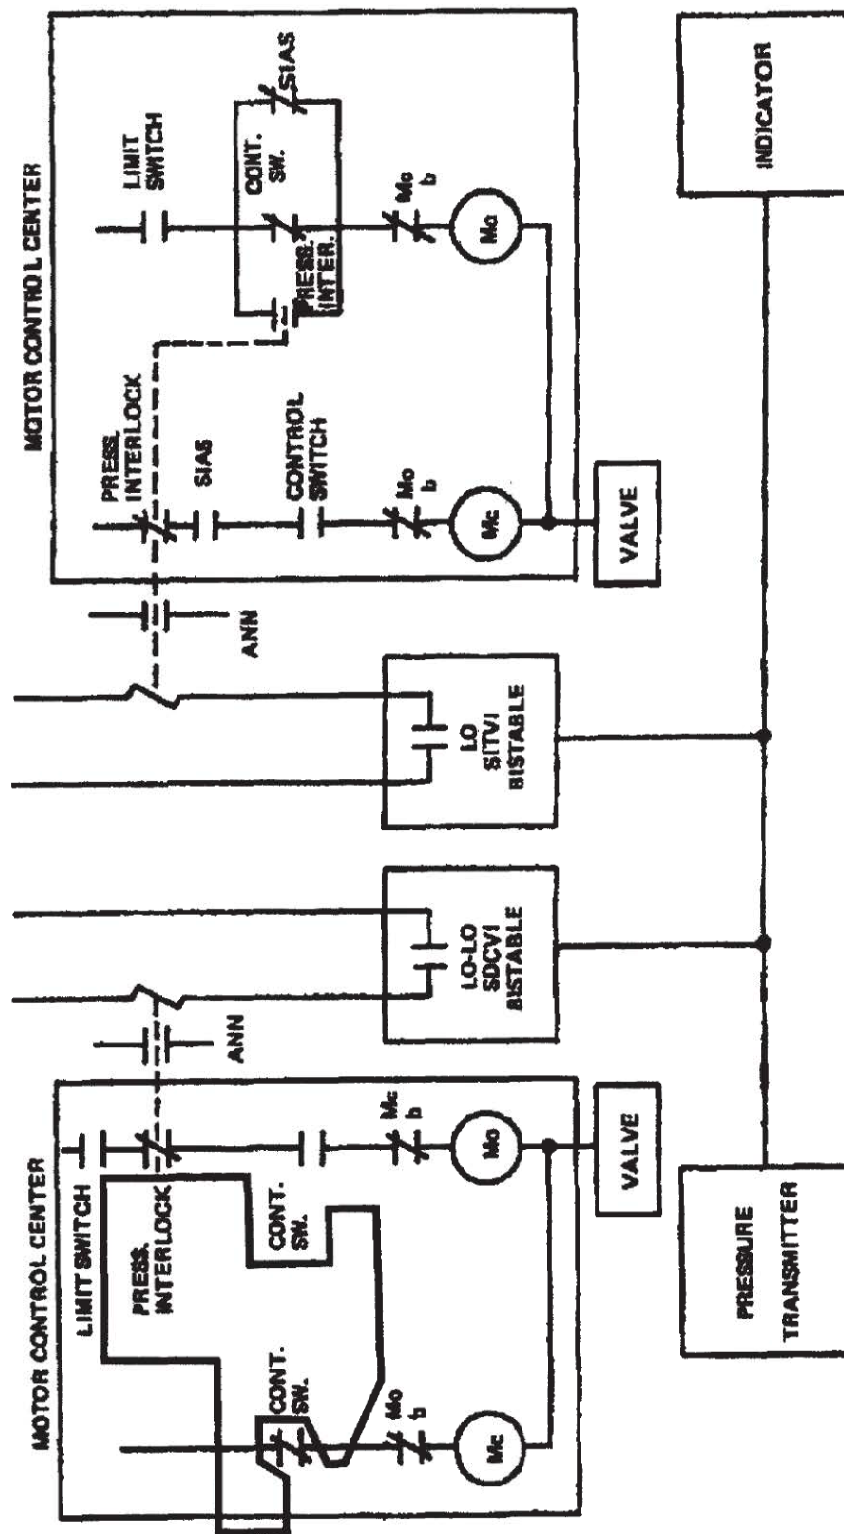 MOTOR CONTROL CENTER
LIMIT SWITCH
PRESS.
INTERLOCK
CONT.
SW.
CONT.
SW.
Mo
b
Mc
b
Mc
Mo
VALVE
ANN
LO-LO
SDCVI
BISTABLE
LO
SITVI
BISTABLE
ANN
MOTOR CONTROL CENTER
PRESS.
INTERLOCK
SIAS
CONTROL
SWITCH
Mo
b
Mc
LIMIT
SWITCH
PRESS.
INTER.
CONT.
SW.
SIAS
Mc
b
Mo
VALVE
PRESSURE
TRANSMITTER
INDICATOR